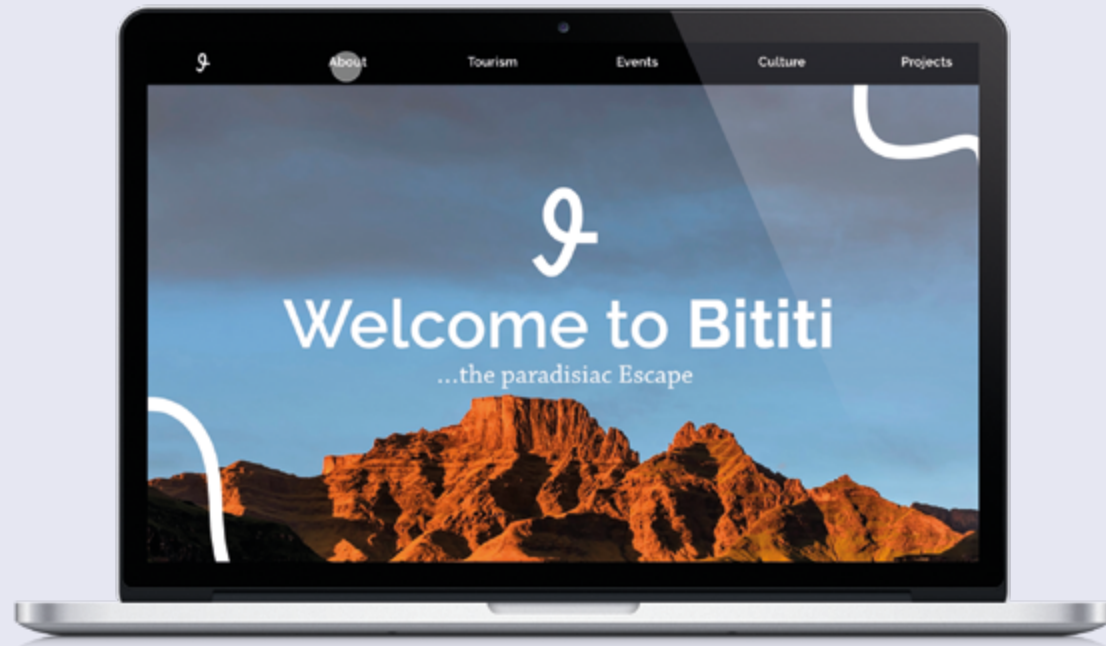 About
Tourism
Events
Culture
Projects
Welcome to Bititi
...the paradisiac Escape